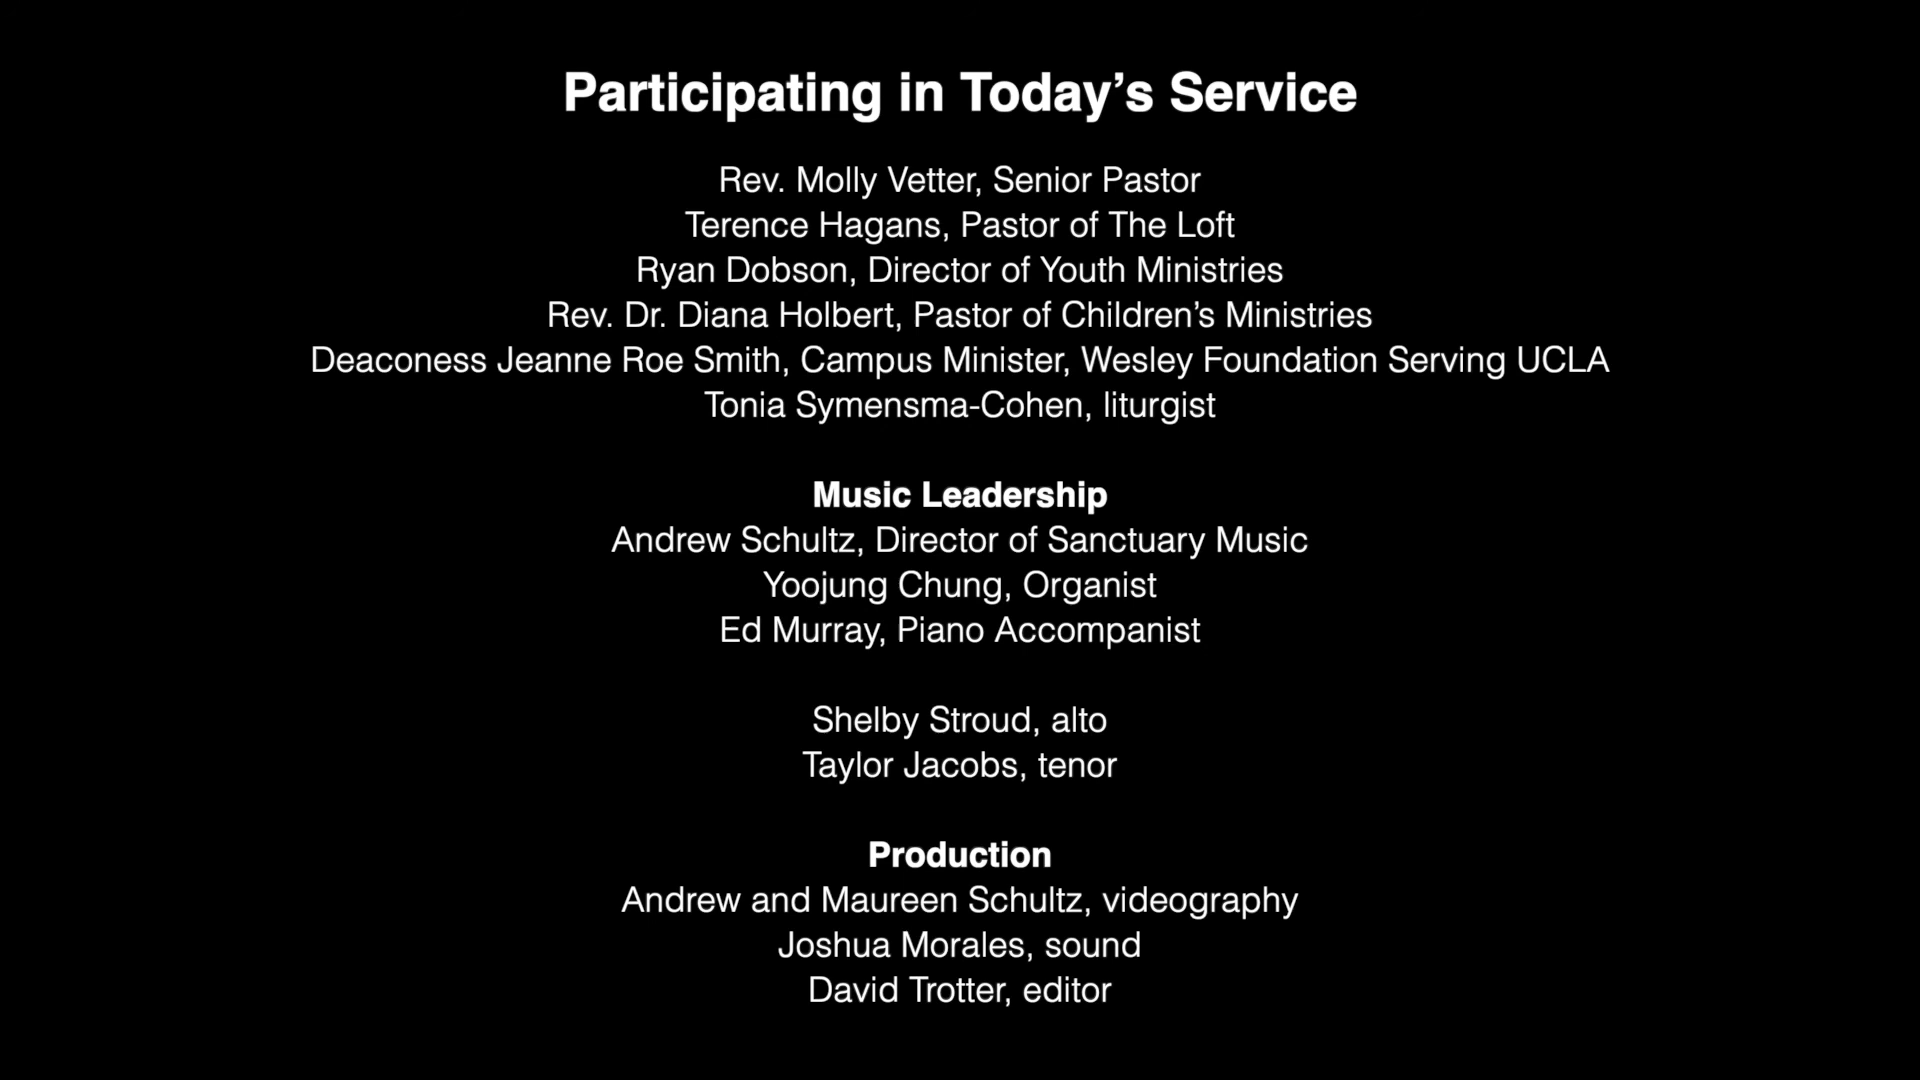 Participating in Today’s Service
Rev. Molly Vetter, Senior Pastor
Terence Hagans, Pastor of The Loft
Ryan Dobson, Director of Youth Ministries
Rev. Dr. Diana Holbert, Pastor of Children’s Ministries
Deaconess Jeanne Roe Smith, Campus Minister, Wesley Foundation Serving UCLA
Tonia Symensma-Cohen, liturgist
Music Leadership
Andrew Schultz, Director of Sanctuary Music
Yoojung Chung, Organist
Ed Murray, Piano Accompanist
Shelby Stroud, alto
Taylor Jacobs, tenor
Production
Andrew and Maureen Schultz, videography
Joshua Morales, sound
David Trotter, editor